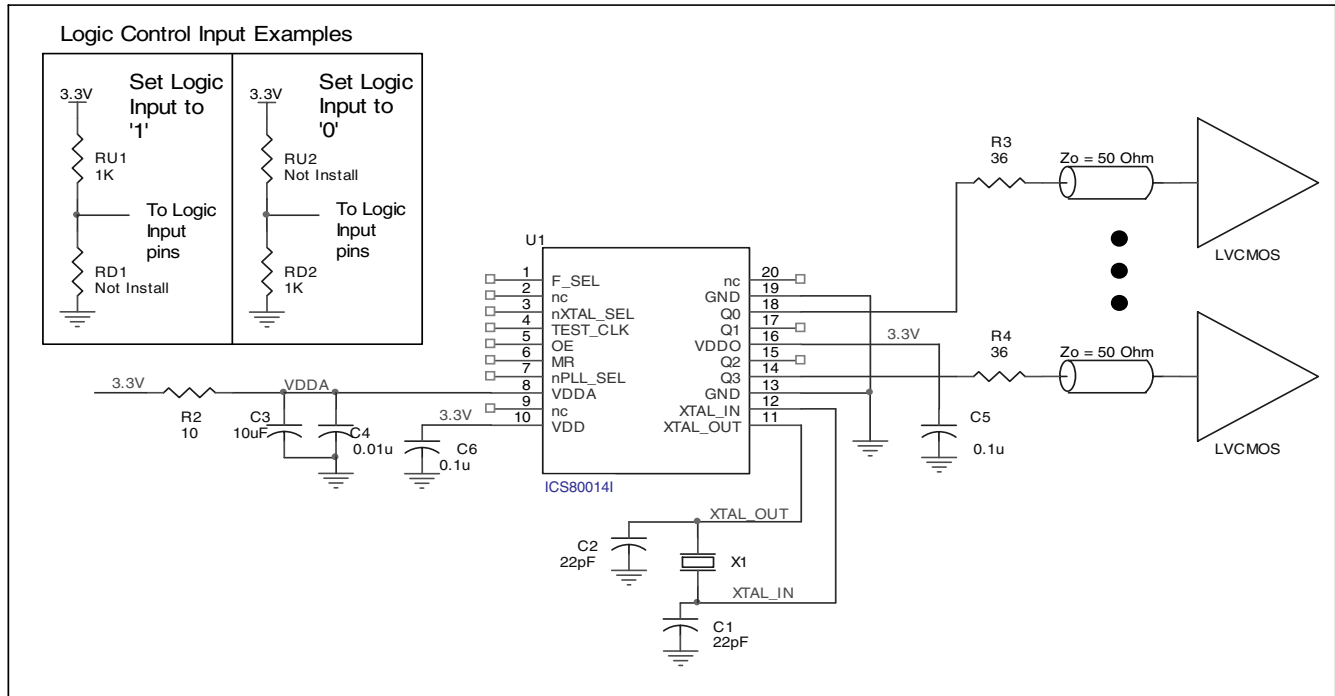 Logic Control Input Examples
Set Logic
Input to
'1'
3.3V
RU1
1K
To Logic
Input
pins
RD1
Not Install
Set Logic
Input to
'0'
3.3V
RU2
Not Install
To Logic
Input
pins
RD2
1K
U1
1 F_SEL
2 nc
3 nXTAL_SEL
4 TEST_CLK
5 OE
6 MR
7 nPLL_SEL
8 VDDA
9 nc
10 VDD
nc 20
GND 19
Q0 18
Q1 17
VDDO 16
Q2 15
Q3 14
GND 13
XTAL_IN 12
XTAL_OUT 11
ICS80014I
3.3V
R2
10
VDDA
C3
10uF
C4
0.01u
3.3V
C6
0.1u
R3
36
Zo = 50 Ohm
LVCMOS
3.3V
R4
36
Zo = 50 Ohm
LVCMOS
C5
0.1u
XTAL_OUT
C2
22pF
X1
XTAL_IN
C1
22pF